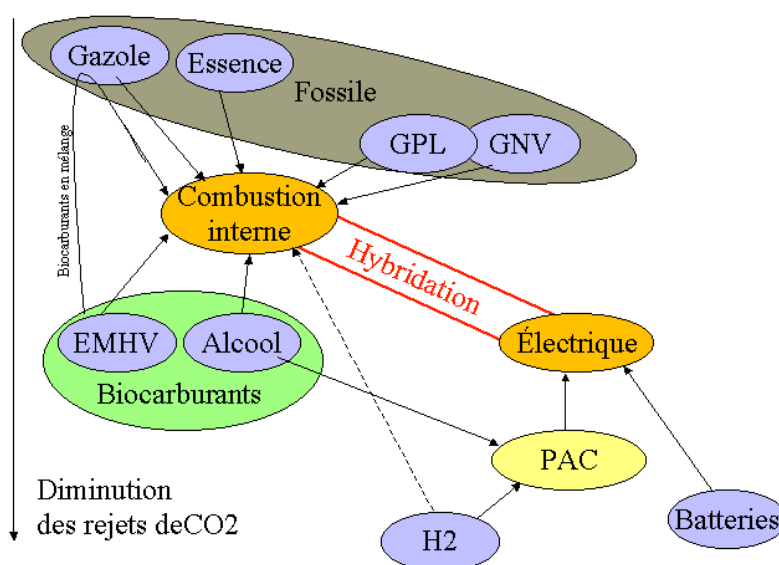 Gazole
Essence
Fossile
GPL
GNV
Biocarburants en mélange
Combustion
interne
Hybridation
EMHV
Alcool
Électrique
Biocarburants
PAC
Diminution
des rejets deCO2
H2
Batteries